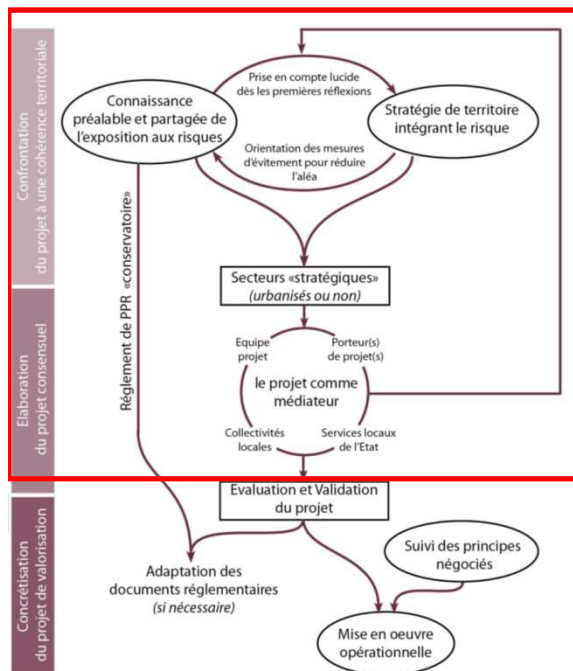 Confrontation
du projet à une cohérence territoriale
Connaissance
préalable et partagée de
l'exposition aux risques
Prise en compte lucide
dès les premières réflexions
Stratégie de territoire
intégrant le risque
Orientation des mesures
d'évitement pour réduire
l'aléa
Réglement de PPR «conservatoire»
Secteurs «stratégiques»
(urbanisés ou non)
Elaboration
du projet consensuel
Equipe
projet
Porteur(s)
de projet(s)
le projet comme
médiateur
Collectivités
locales
Services locaux
de l'Etat
Evaluation et Validation
du projet
Concrétisation
du projet de valorisation
Adaptation des
documents réglementaires
(si nécessaire)
Suivi des principes
négociés
Mise en oeuvre
opérationnelle